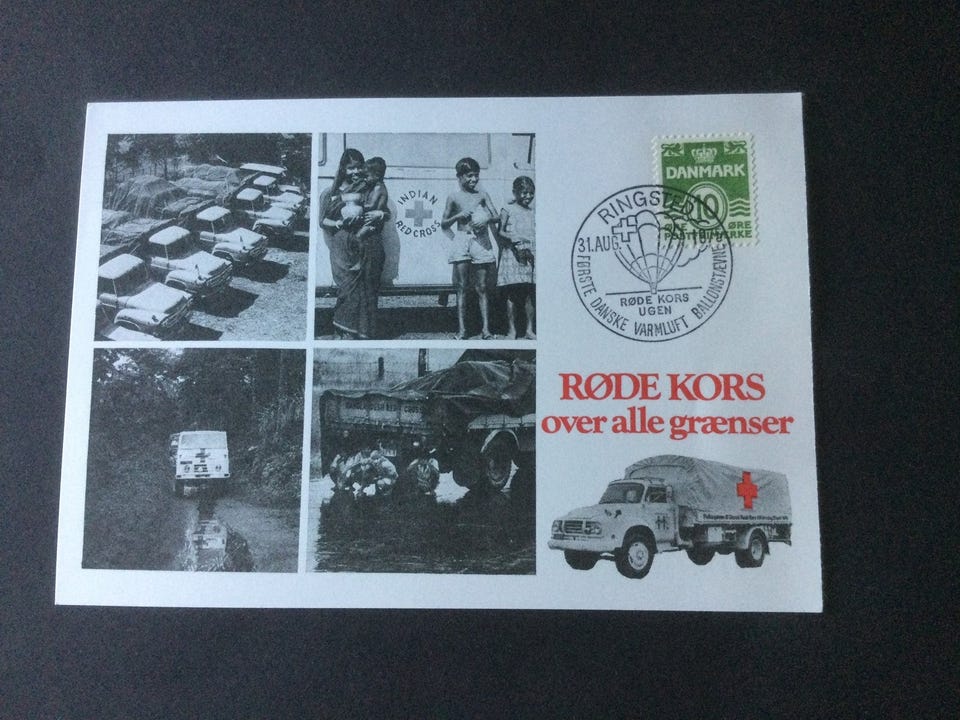 INDIAN
RED CROSS
DANMARK
10
ØRE
RINGSTED
31. AUG.
FØRSTE DANSKE VARMLUFT BALLONSTÆVNE
RØDE KORS
UGEN
RØDE KORS
over alle grænser